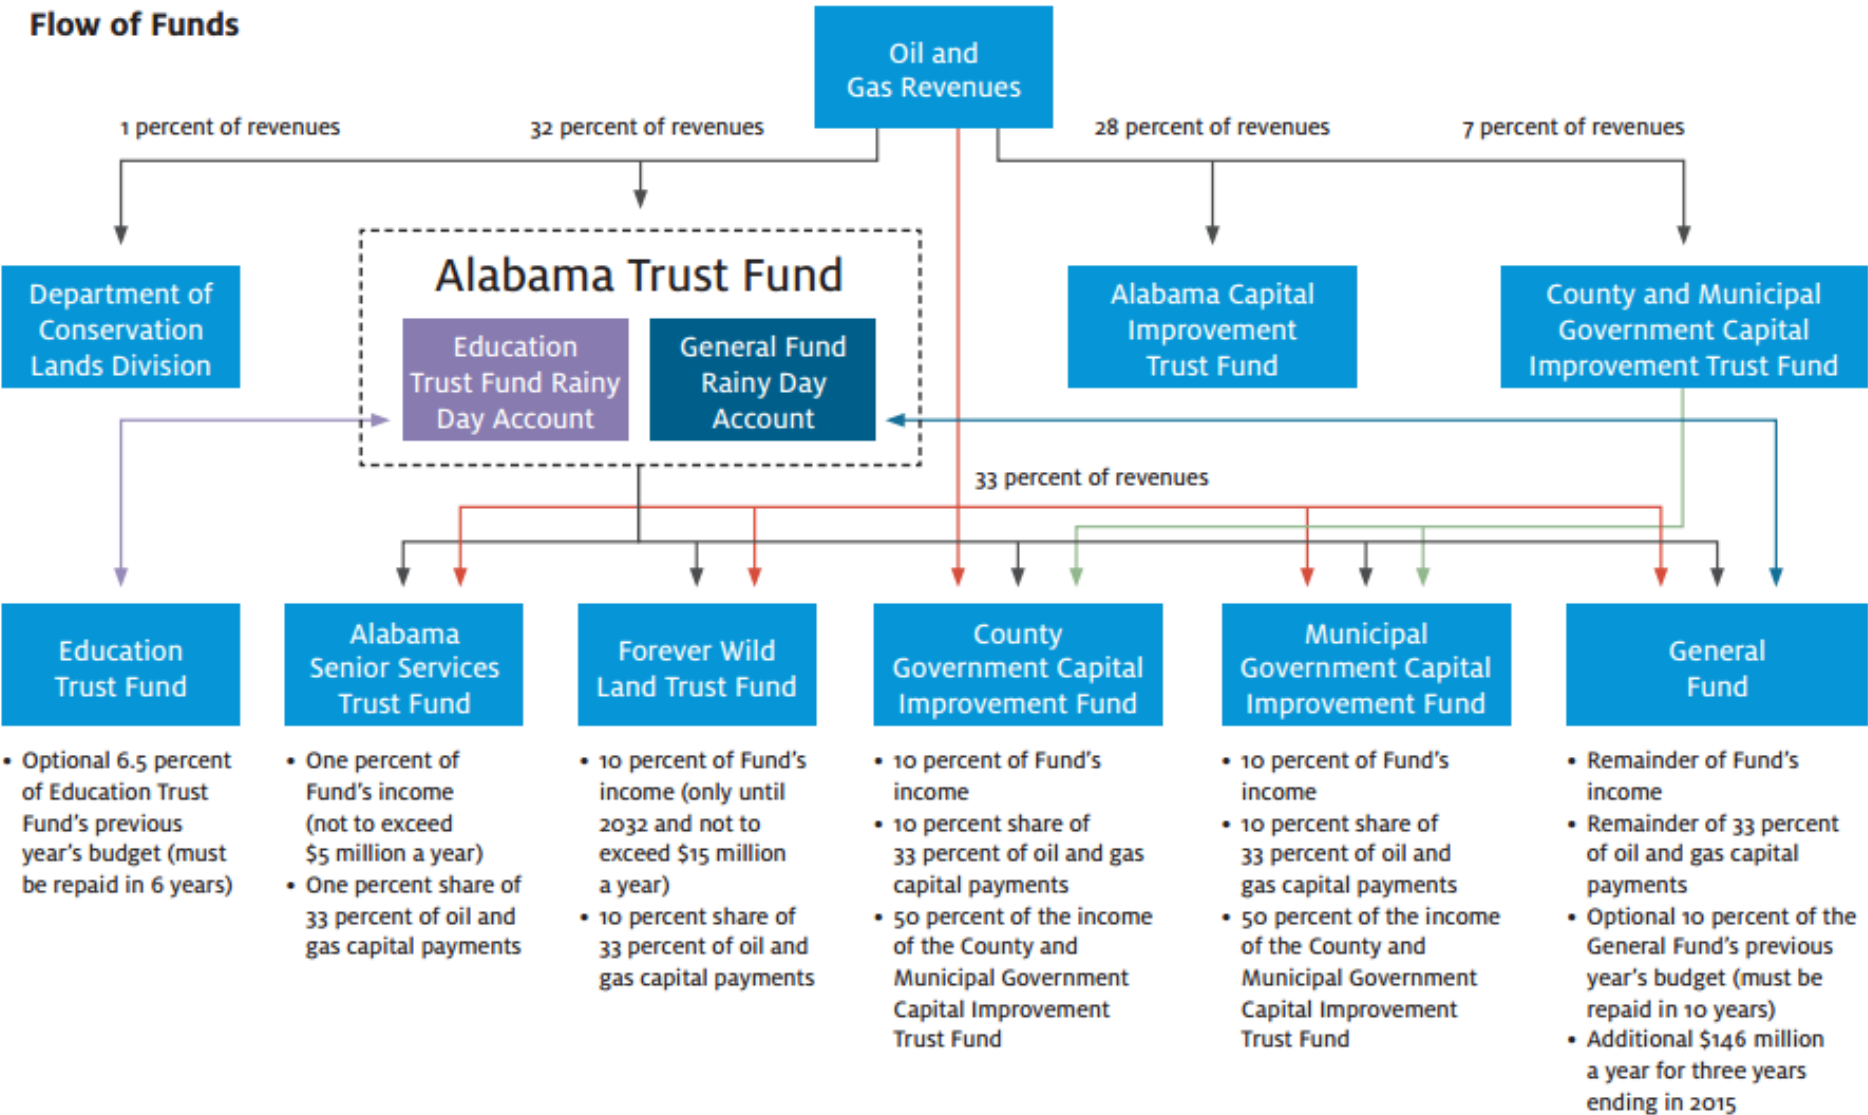 Flow of Funds
Oil and
Gas Revenues
1 percent of revenues
32 percent of revenues
28 percent of revenues
7 percent of revenues
Department of
Conservation
Lands Division
Alabama Trust Fund
Education
Trust Fund Rainy
Day Account
General Fund
Rainy Day
Account
Alabama Capital
Improvement
Trust Fund
County and Municipal
Government Capital
Improvement Trust Fund
33 percent of revenues
Education
Trust Fund
• Optional 6.5 percent
of Education Trust
Fund's previous
year's budget (must
be repaid in 6 years)
Alabama
Senior Services
Trust Fund
• One percent of
Fund's income
(not to exceed
$5 million a year)
• One percent share of
33 percent of oil and
gas capital payments
Forever Wild
Land Trust Fund
• 10 percent of Fund's
income (only until
2032 and not to
exceed $15 million
a year)
• 10 percent share of
33 percent of oil and
gas capital payments
County
Government Capital
Improvement Fund
• 10 percent of Fund's
income
• 10 percent share of
33 percent of oil and gas
capital payments
• 50 percent of the income
of the County and
Municipal Government
Capital Improvement
Trust Fund
Municipal
Government Capital
Improvement Fund
• 10 percent of Fund's
income
• 10 percent share of
33 percent of oil and
gas capital payments
• 50 percent of the income
of the County and
Municipal Government
Capital Improvement
Trust Fund
General
Fund
• Remainder of Fund's
income
• Remainder of 33 percent
of oil and gas capital
payments
• Optional 10 percent of the
General Fund's previous
year's budget (must be
repaid in 10 years)
• Additional $146 million
a year for three years
ending in 2015